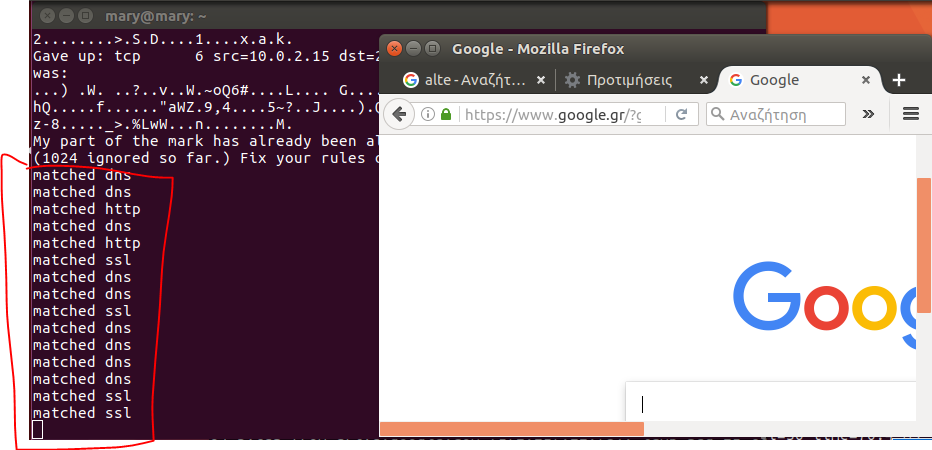 mary@mary: ~
2........>.S.D....1....x.a.k.
Gave up: tcp 6 src=10.0.2.15 dst=2
was:
...) .W. ..?..v..W.~oQ6#....L.... G....
hQ.....f......"aWZ.9,4....5~?..J....).
z-8....._>.%LwW...n........M.
My part of the mark has already been al
(1024 ignored so far.) Fix your rules
matched dns
matched dns
matched http
matched dns
matched http
matched ssl
matched dns
matched dns
matched ssl
matched dns
matched dns
matched dns
matched dns
matched ssl
matched ssl
Google - Mozilla Firefox
alte - Αναζήτ...
Προτιμήσεις
Google
https://www.google.gr/?g
Αναζήτηση
Goog